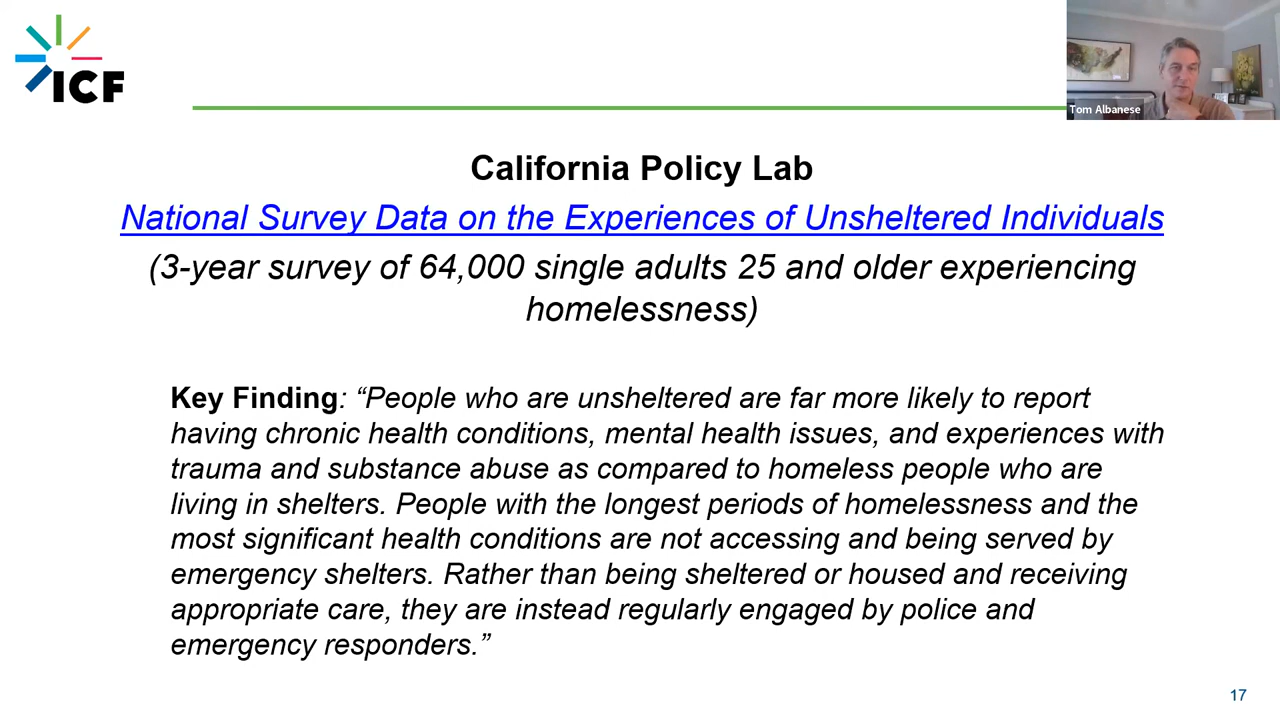 ICF
Tom Albanese
California Policy Lab
National Survey Data on the Experiences of Unsheltered Individuals
(3-year survey of 64,000 single adults 25 and older experiencing
homelessness)
Key Finding: “People who are unsheltered are far more likely to report
having chronic health conditions, mental health issues, and experiences with
trauma and substance abuse as compared to homeless people who are
living in shelters. People with the longest periods of homelessness and the
most significant health conditions are not accessing and being served by
emergency shelters. Rather than being sheltered or housed and receiving
appropriate care, they are instead regularly engaged by police and
emergency responders.”
17